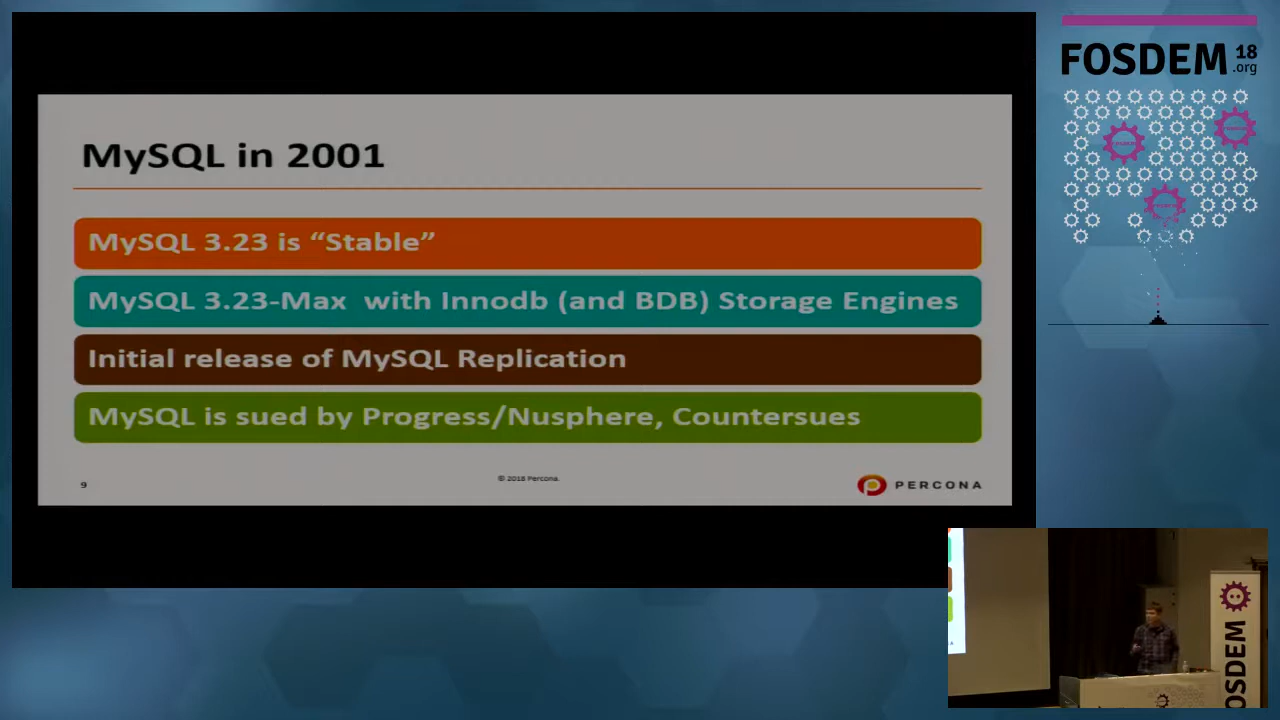 FOSDEM 18
.org
MySQL in 2001
MySQL 3.23 is “Stable”
MySQL 3.23-Max with Innodb (and BDB) Storage Engines
Initial release of MySQL Replication
MySQL is sued by Progress/Nusphere, Countersues
9
© 2018 Percona.
PERCONA
FOSDEM